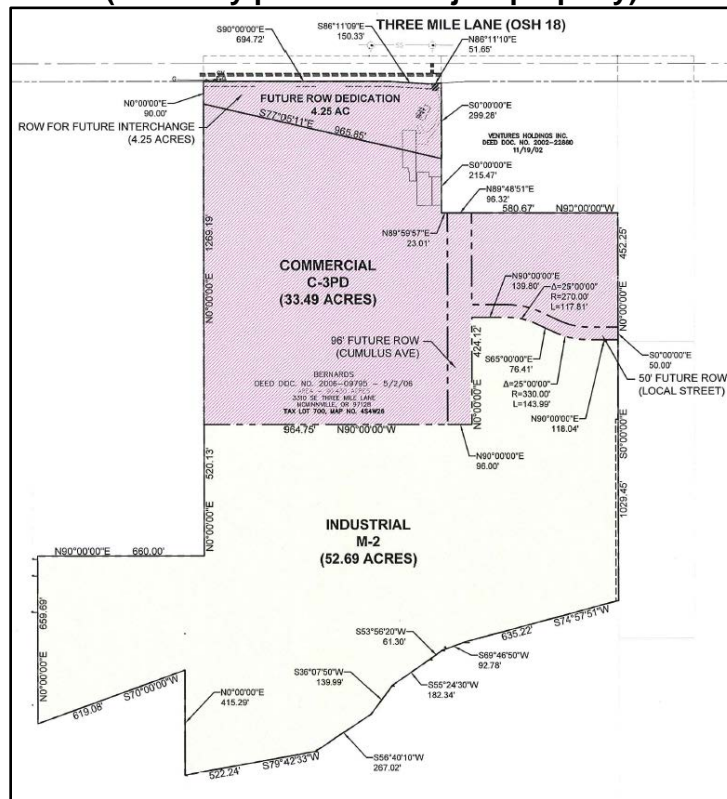 THREE MILE LANE (OSH 18)
S90°00'00"E
694.72'
S86°11'09"E
150.33'
N86°11'10"E
51.65'
N0°00'00"E
90.00'
ROW FOR FUTURE INTERCHANGE
(4.25 ACRES)
FUTURE ROW DEDICATION
4.25 AC
S77°05'11"E 965.85'
S0°00'00"E
299.28'
VENTURES HOLDINGS INC.
DEED DOC. NO. 2002-22860
11/19/02
S0°00'00"E
215.47'
N89°48'51"E
96.32'
580.67' N90°00'00"W
N89°59'57"E
23.01'
N0°00'00"E 1269.19'
COMMERCIAL
C-3PD
(33.49 ACRES)
452.25'
N0°00'00"E
N90°00'00"E
139.80'
Δ=25°00'00"
R=270.00'
L=117.81'
96' FUTURE ROW
(CUMULUS AVE)
424.12'
N0°00'00"E
S65°00'00"E
76.41'
S0°00'00"E
50.00'
50' FUTURE ROW
(LOCAL STREET)
Δ=25°00'00"
R=330.00'
L=143.99'
N90°00'00"E
118.04'
BERNARDS
DEED DOC. NO. 2006-09795 - 5/2/06
3310 SE THREE MILE LANE
MCMINNVILLE, OR 97128
TAX LOT 700, MAP NO. 4S4W26
964.75' N90°00'00"W
N90°00'00"E
96.00'
S0°00'00"E
1029.45'
520.13'
N0°00'00"E
INDUSTRIAL
M-2
(52.69 ACRES)
N90°00'00"E 660.00'
659.69'
N0°00'00"E
S53°56'20"W
61.30'
635.22' S74°57'51"W
S69°46'50"W
92.78'
S36°07'50"W
139.99'
S55°24'30"W
182.34'
N0°00'00"E
415.29'
619.08' S70°00'00"W
S56°40'10"W
267.02'
522.24' S79°42'33"W